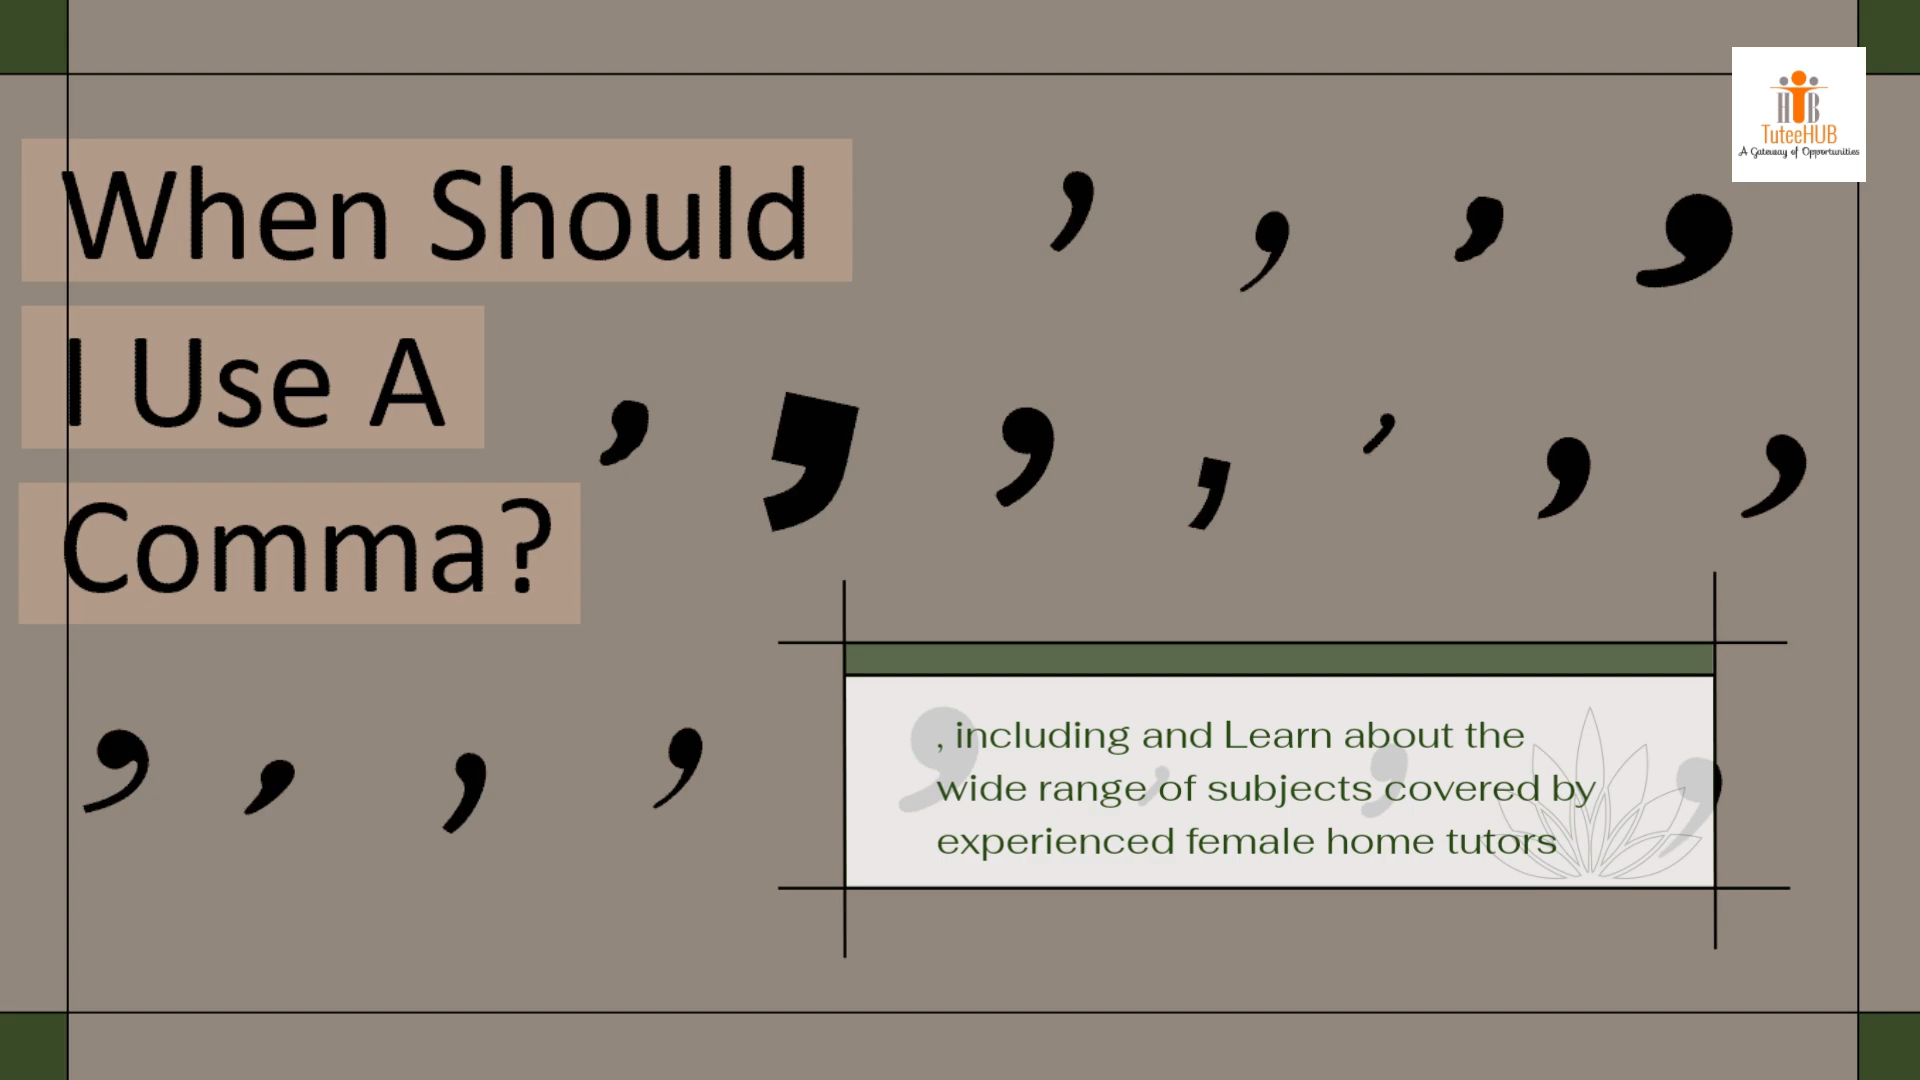 TuteeHUB
A Gateway of Opportunities
When Should
I Use A
Comma?
, including and Learn about the
wide range of subjects covered by
experienced female home tutors